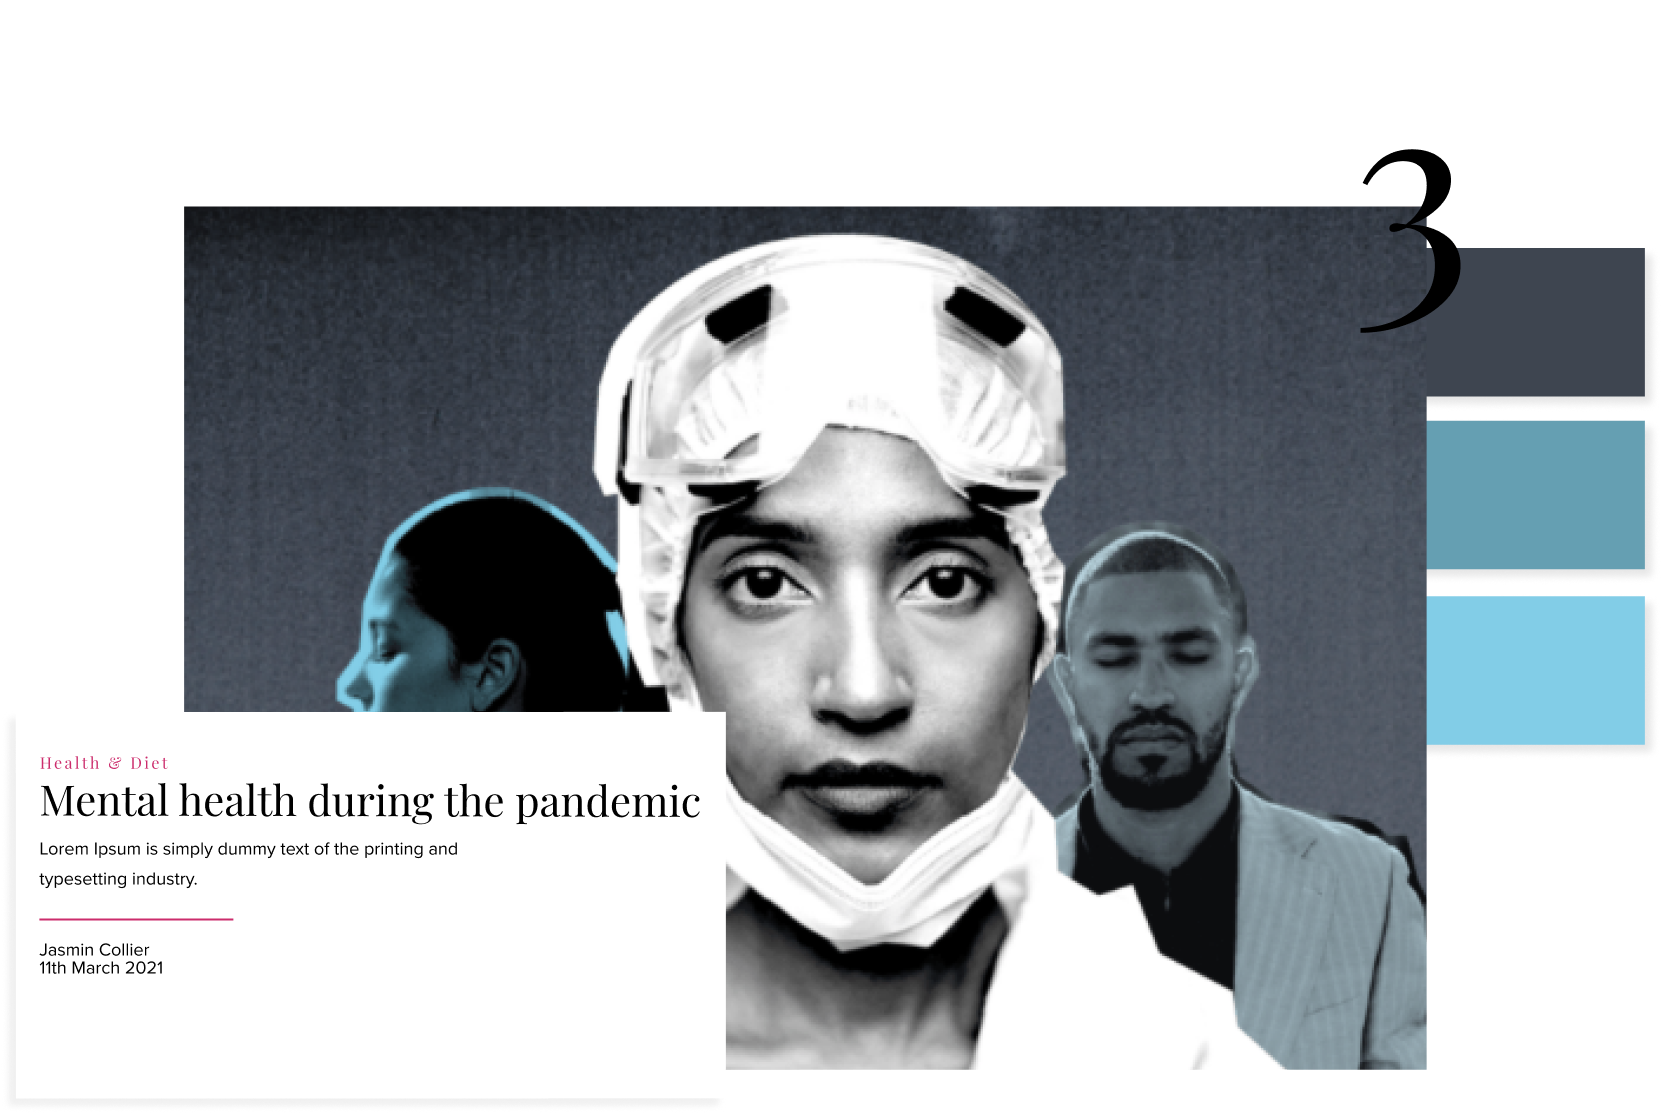 3
Health & Diet
Mental health during the pandemic
Lorem Ipsum is simply dummy text of the printing and
typesetting industry.
Jasmin Collier
11th March 2021